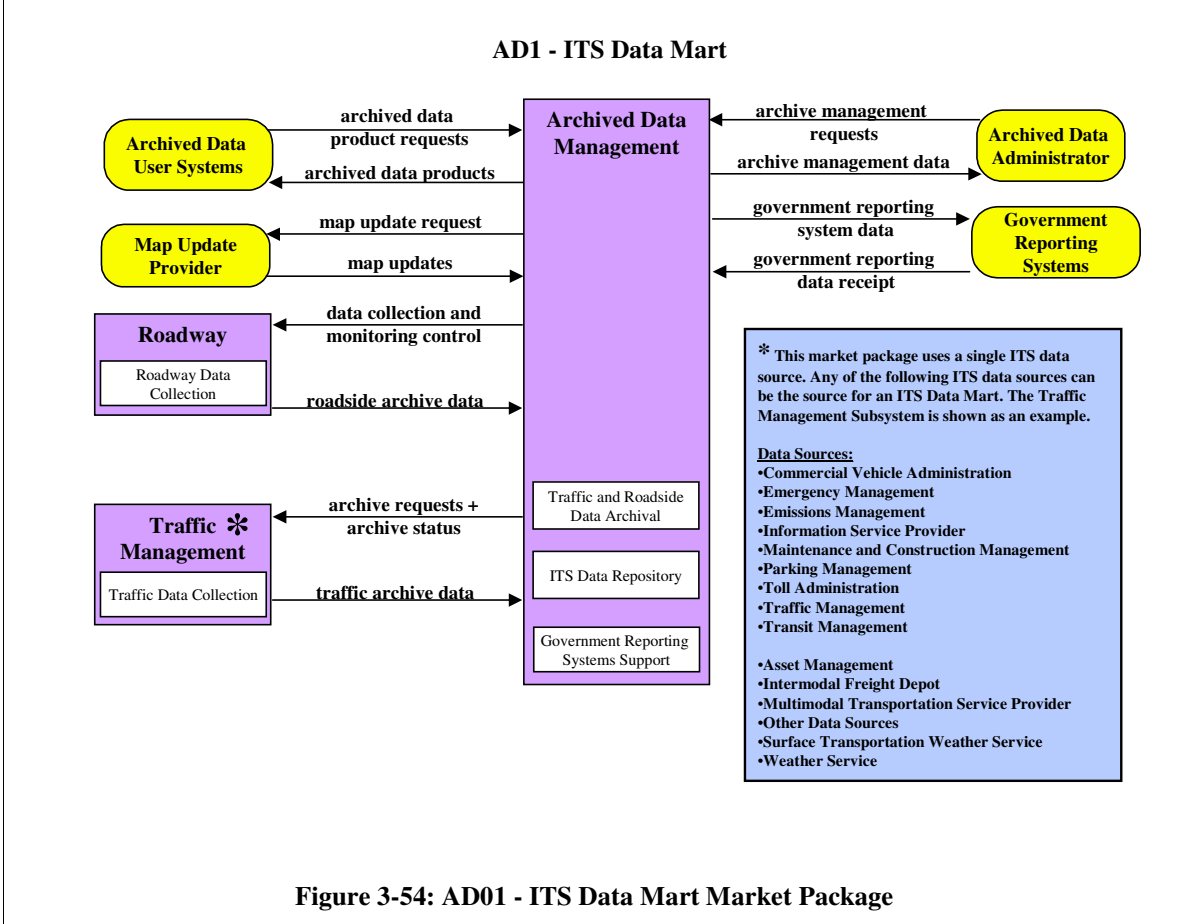 AD1 - ITS Data Mart
archived data
product requests
Archived Data
User Systems
archived data products
map update request
Map Update
Provider
map updates
data collection and
monitoring control
Roadway
Roadway Data
Collection
roadside archive data
archive requests +
archive status
Traffic *
Management
Traffic Data Collection
traffic archive data
Archived Data
Management
Traffic and Roadside
Data Archival
ITS Data Repository
Government Reporting
Systems Support
archive management
requests
Archived Data
Administrator
archive management data
government reporting
system data
Government
Reporting
Systems
government reporting
data receipt
* This market package uses a single ITS data
source. Any of the following ITS data sources can
be the source for an ITS Data Mart. The Traffic
Management Subsystem is shown as an example.
Data Sources:
•Commercial Vehicle Administration
•Emergency Management
•Emissions Management
•Information Service Provider
•Maintenance and Construction Management
•Parking Management
•Toll Administration
•Traffic Management
•Transit Management
•Asset Management
•Intermodal Freight Depot
•Multimodal Transportation Service Provider
•Other Data Sources
•Surface Transportation Weather Service
•Weather Service
Figure 3-54: AD01 - ITS Data Mart Market Package